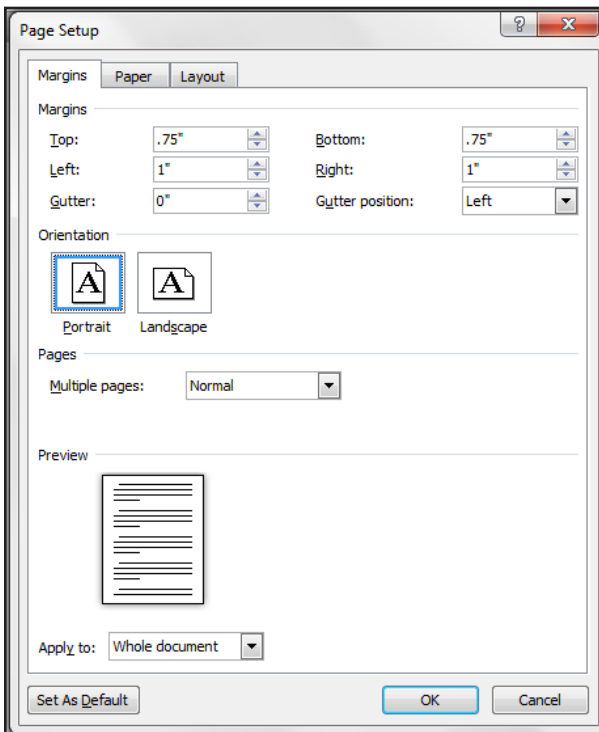 Page Setup
Margins Paper Layout
Margins
Top: .75" Bottom: .75"
Left: 1" Right: 1"
Gutter: 0" Gutter position: Left
Orientation
A A
Portrait Landscape
Pages
Multiple pages: Normal
Preview
Apply to: Whole document
Set As Default OK Cancel